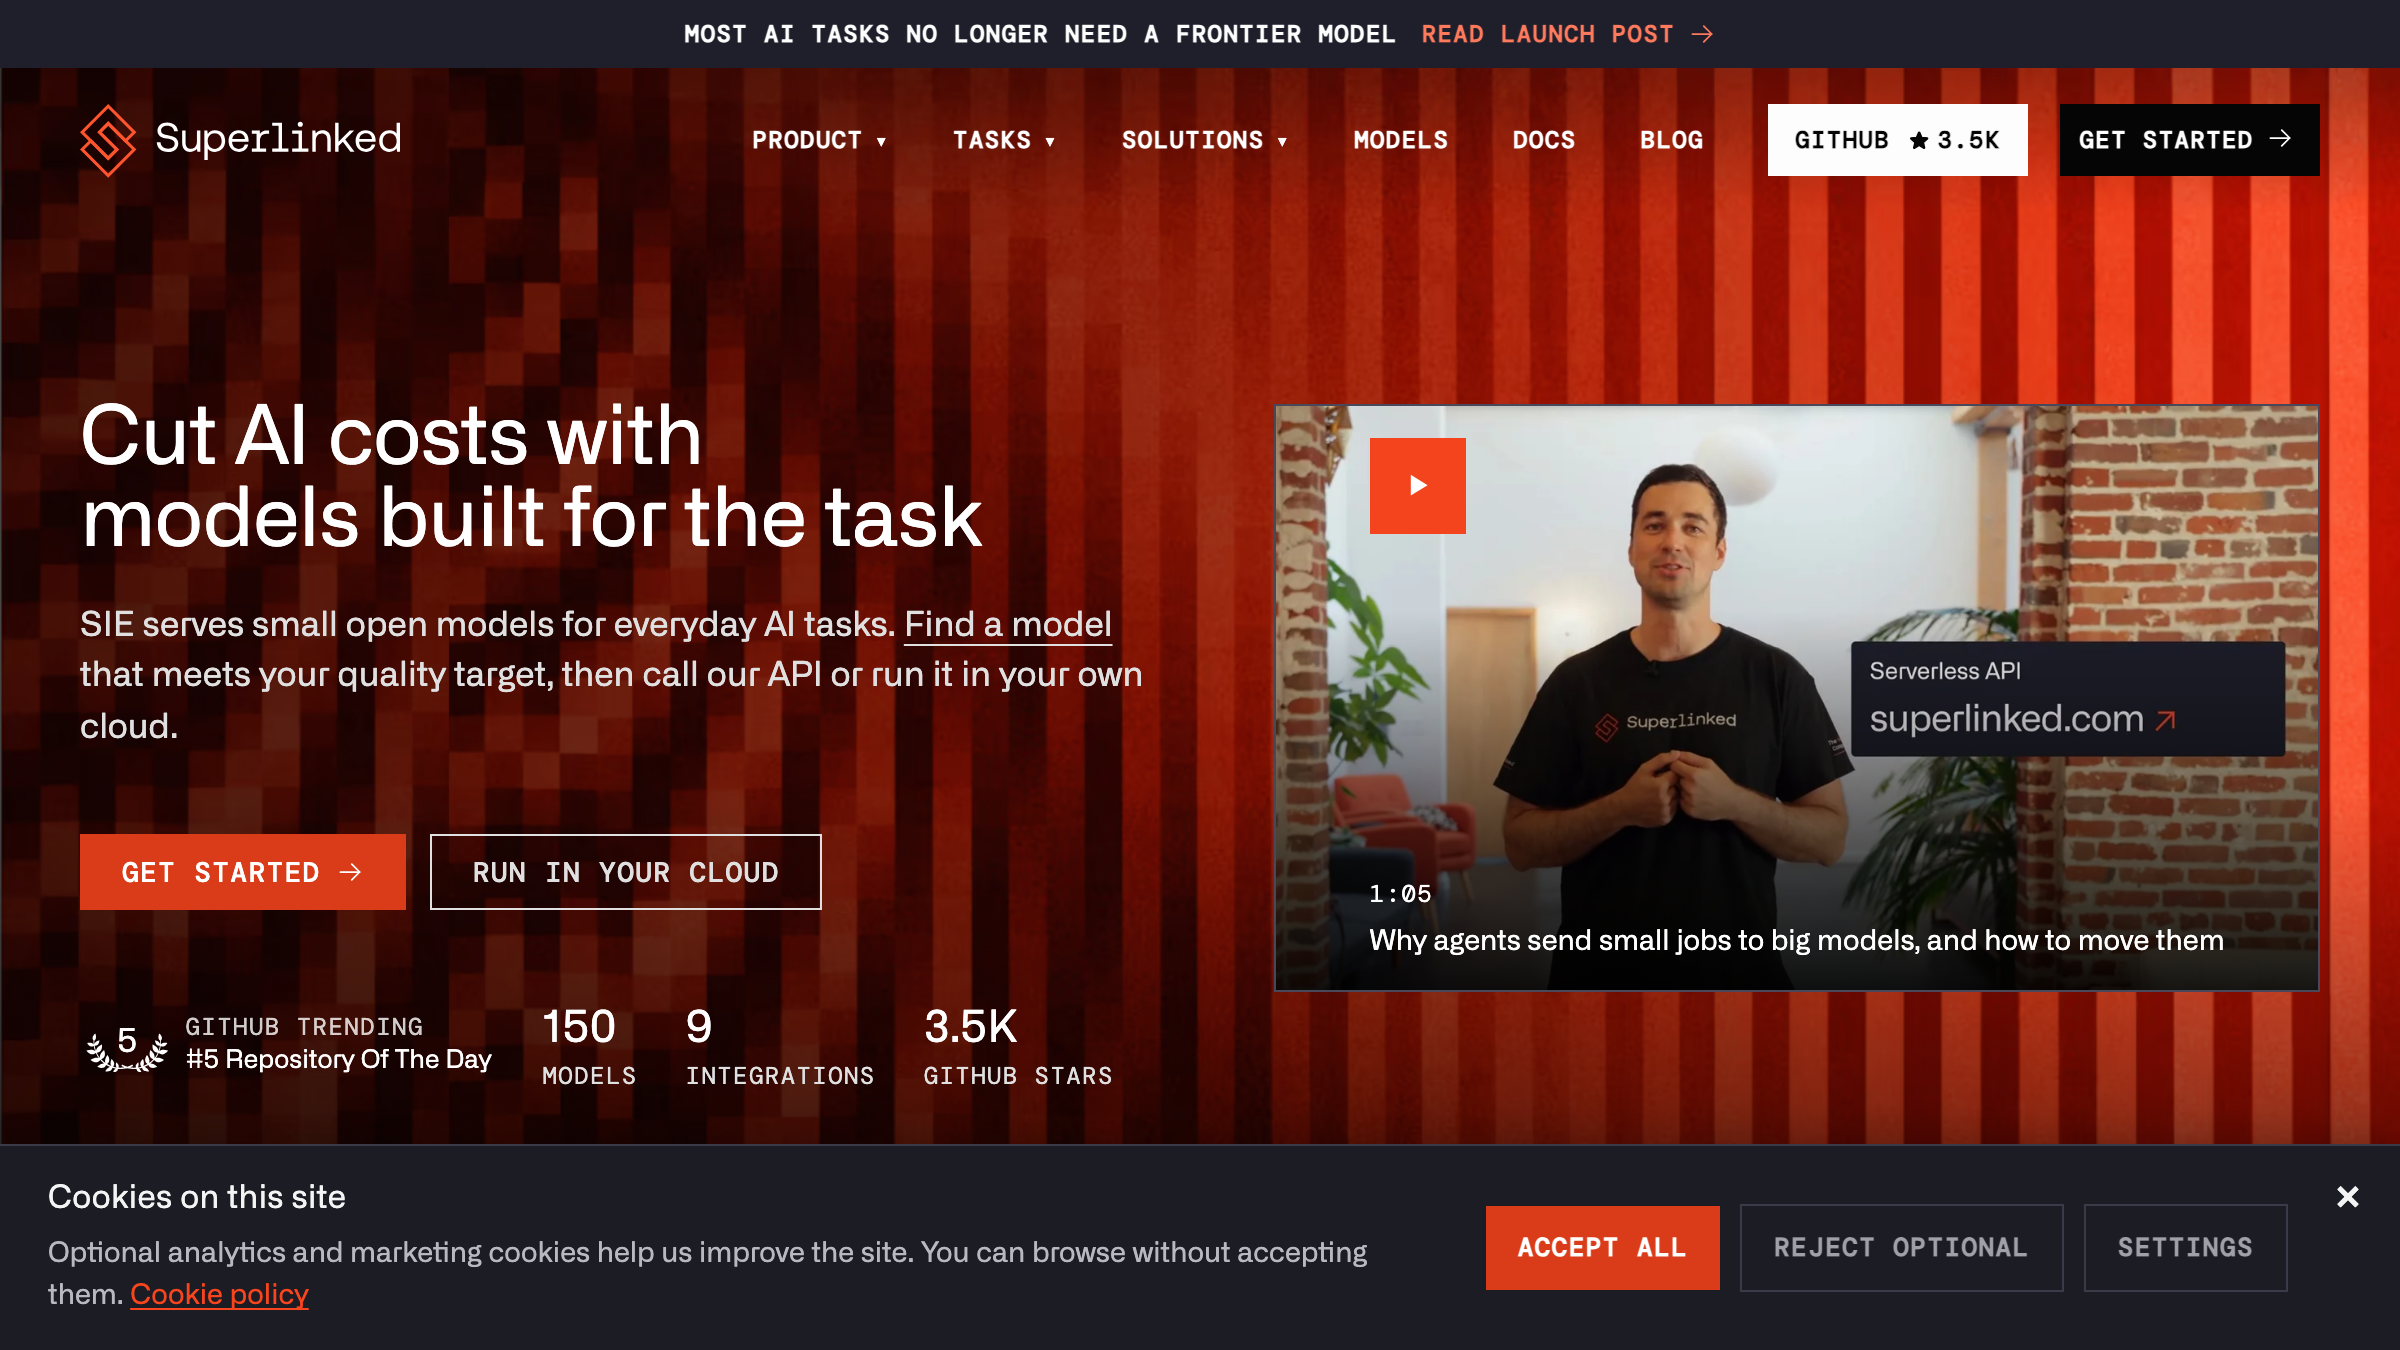 MOST AI TASKS NO LONGER NEED A FRONTIER MODEL READ LAUNCH POST →
Superlinked
PRODUCT ▼ TASKS ▼ SOLUTIONS ▼ MODELS DOCS BLOG GITHUB ★ 3.5K GET STARTED →
Cut AI costs with
models built for the task
SIE serves small open models for everyday AI tasks. Find a model
that meets your quality target, then call our API or run it in your own
cloud.
GET STARTED → RUN IN YOUR CLOUD
5
GITHUB TRENDING
#5 Repository Of The Day
150
MODELS
9
INTEGRATIONS
3.5K
GITHUB STARS
Superlinked
Serverless API
superlinked.com ↗
1:05
Why agents send small jobs to big models, and how to move them
Cookies on this site
Optional analytics and marketing cookies help us improve the site. You can browse without accepting
them. Cookie policy
ACCEPT ALL REJECT OPTIONAL SETTINGS ×